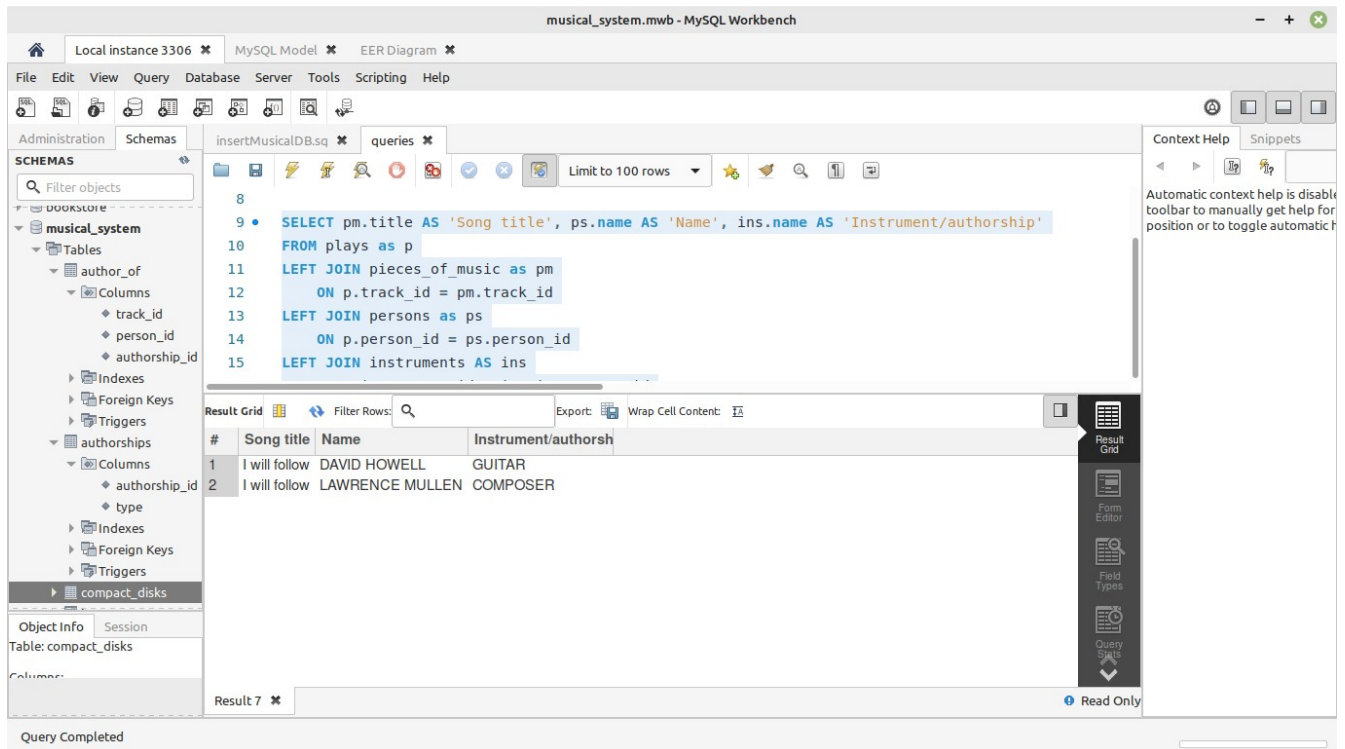 musical_system.mwb - MySQL Workbench
Local instance 3306 MySQL Model EER Diagram
File Edit View Query Database Server Tools Scripting Help
Administration Schemas
SCHEMAS
Filter objects
bookstore
musical_system
Tables
author_of
Columns
track_id
person_id
authorship_id
Indexes
Foreign Keys
Triggers
authorships
Columns
authorship_id
type
Indexes
Foreign Keys
Triggers
compact_disks
Object Info Session
Table: compact_disks
Columns:
insertMusicalDB.sq queries
Limit to 100 rows
8
9 SELECT pm.title AS 'Song title', ps.name AS 'Name', ins.name AS 'Instrument/authorship'
10 FROM plays as p
11 LEFT JOIN pieces_of_music as pm
12 ON p.track_id = pm.track_id
13 LEFT JOIN persons as ps
14 ON p.person_id = ps.person_id
15 LEFT JOIN instruments AS ins
Result Grid Filter Rows: Export: Wrap Cell Content:
# Song title Name Instrument/authorsh
1 I will follow DAVID HOWELL GUITAR
2 I will follow LAWRENCE MULLEN COMPOSER
Result Grid
Form Editor
Field Types
Query Stats
Result 7 Read Only
Context Help Snippets
Automatic context help is disable
toolbar to manually get help for
position or to toggle automatic h
Query Completed